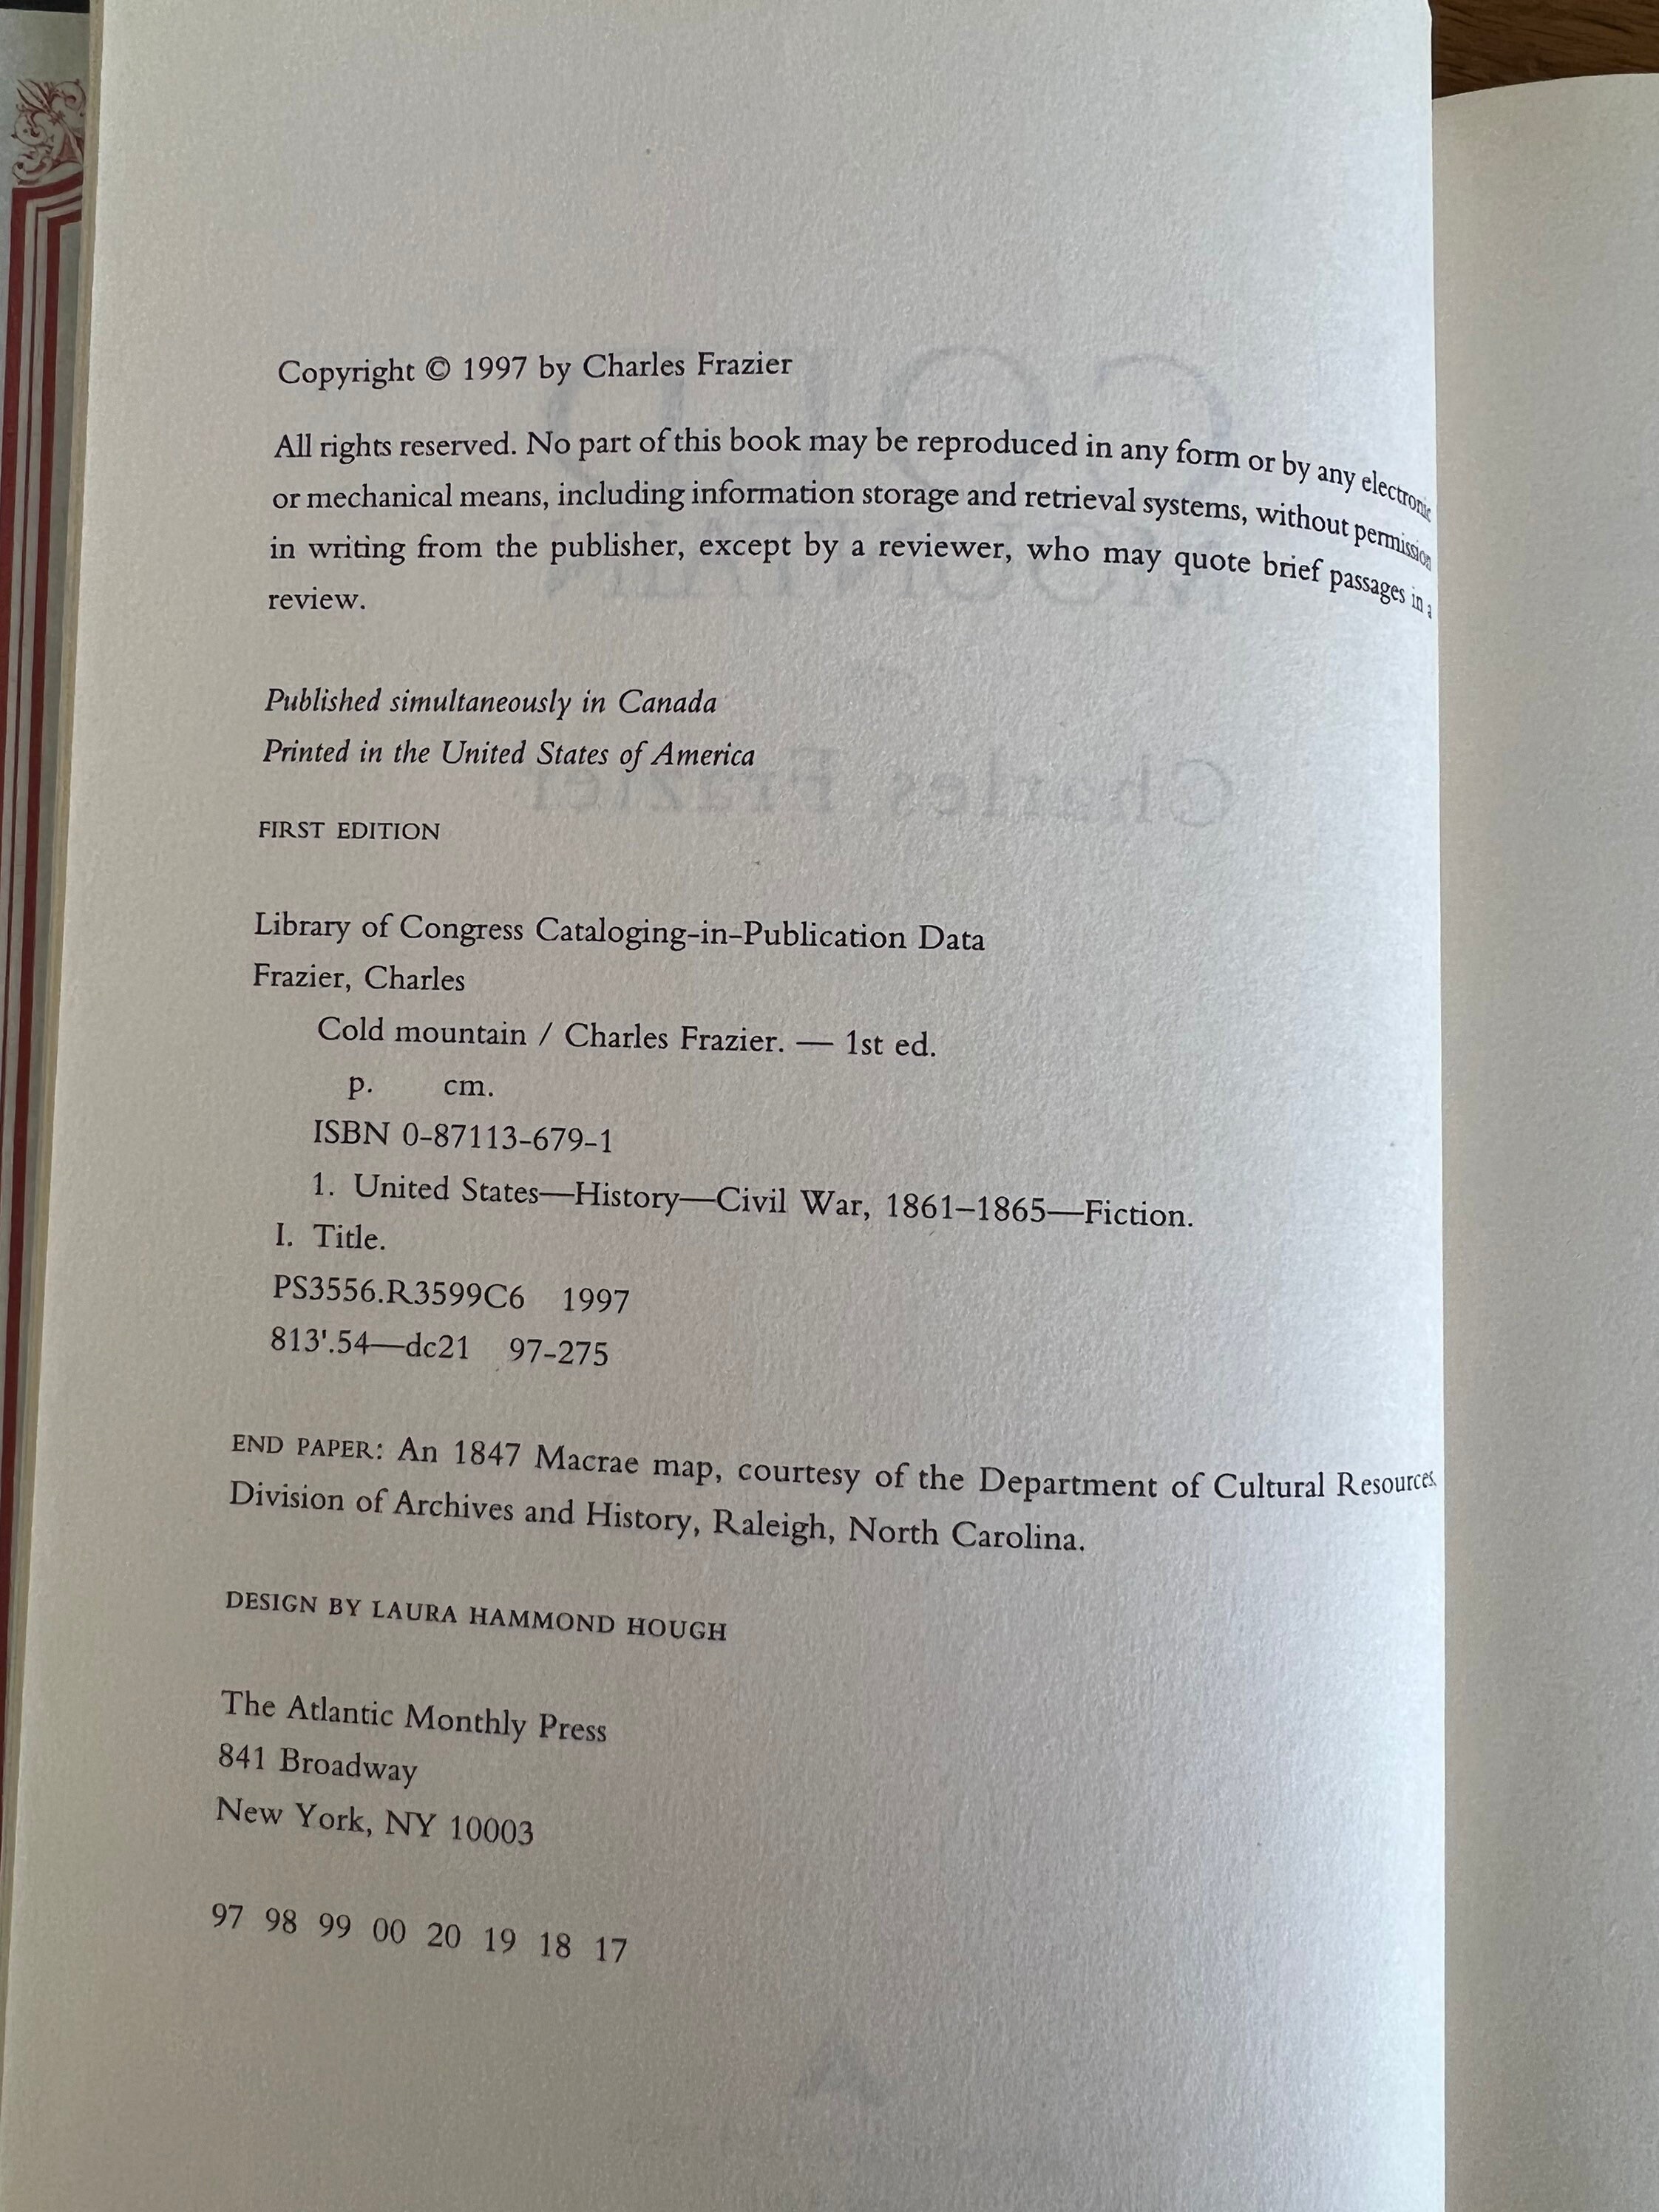 Copyright © 1997 by Charles Frazier
All rights reserved. No part of this book may be reproduced in any form or by any electronic
or mechanical means, including information storage and retrieval systems, without permission
in writing from the publisher, except by a reviewer, who may quote brief passages in a
review.
Published simultaneously in Canada
Printed in the United States of America
FIRST EDITION
Library of Congress Cataloging-in-Publication Data
Frazier, Charles
Cold mountain / Charles Frazier. — 1st ed.
p. cm.
ISBN 0-87113-679-1
1. United States—History—Civil War, 1861–1865—Fiction.
I. Title.
PS3556.R3599C6 1997
813'.54—dc21 97-275
END PAPER: An 1847 Macrae map, courtesy of the Department of Cultural Resources,
Division of Archives and History, Raleigh, North Carolina.
DESIGN BY LAURA HAMMOND HOUGH
The Atlantic Monthly Press
841 Broadway
New York, NY 10003
97 98 99 00 20 19 18 17